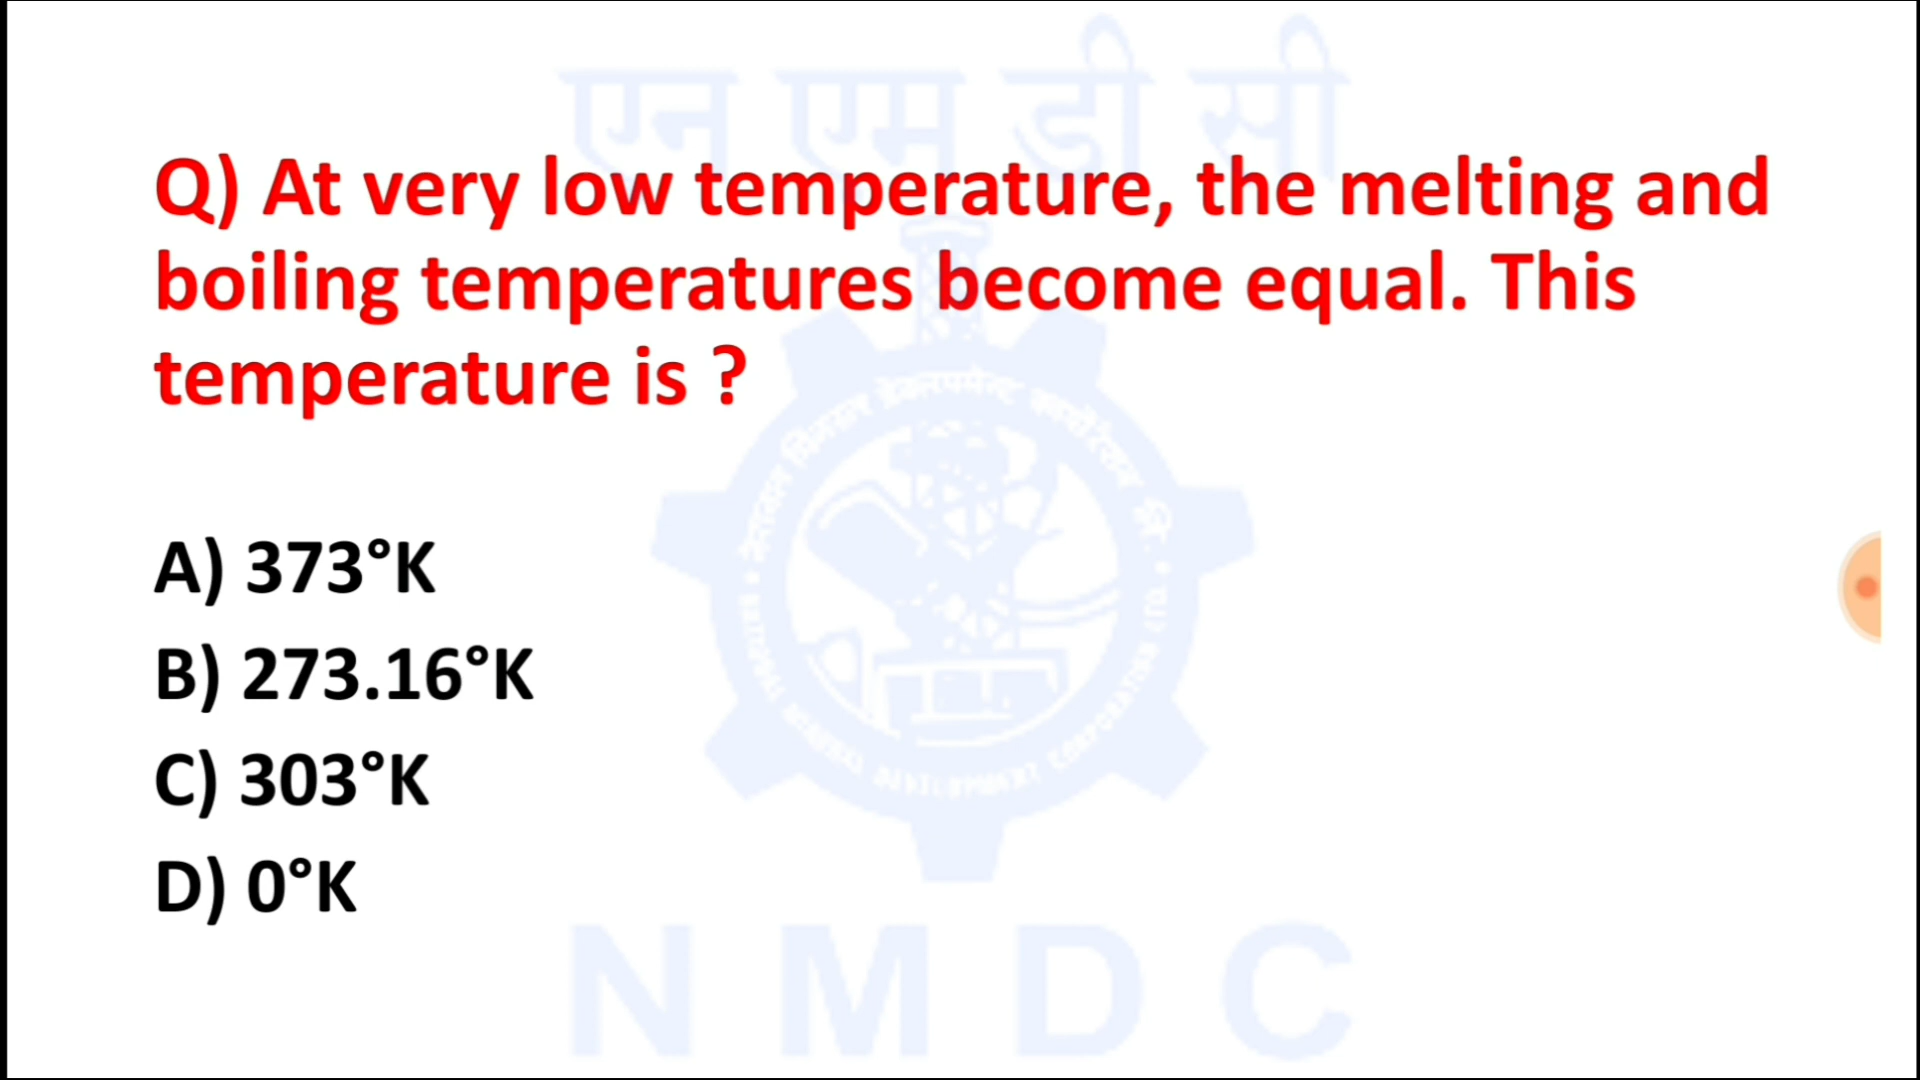 एन एम डी सी
Q) At very low temperature, the melting and
boiling temperatures become equal. This
temperature is ?
A) 373°K
B) 273.16°K
C) 303°K
D) 0°K
NMDC